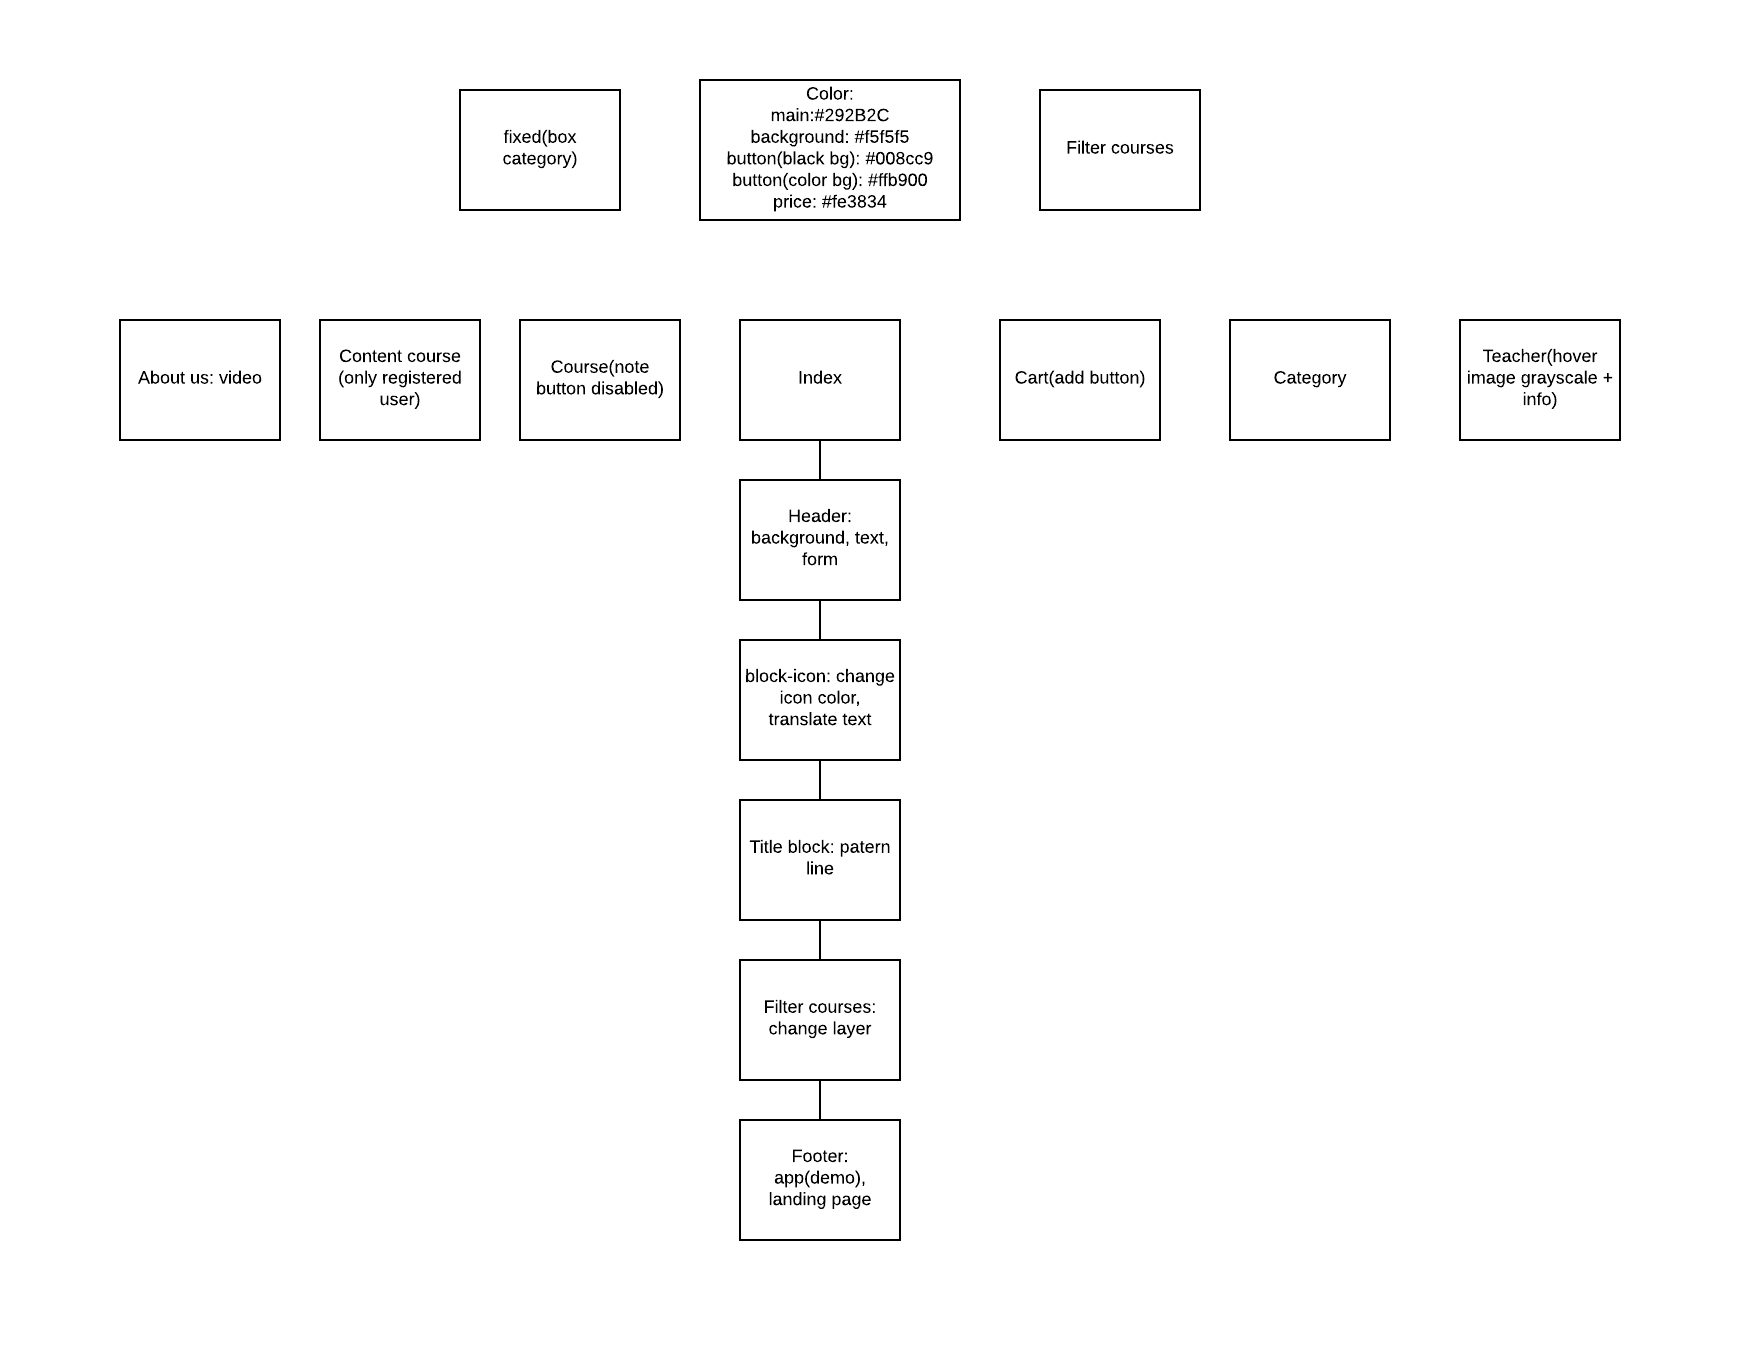 fixed(box
category)
Color:
main:#292B2C
background: #f5f5f5
button(black bg): #008cc9
button(color bg): #ffb900
price: #fe3834
Filter courses
About us: video
Content course
(only registered
user)
Course(note
button disabled)
Index
Cart(add button)
Category
Teacher(hover
image grayscale +
info)
Header:
background, text,
form
block-icon: change
icon color,
translate text
Title block: patern
line
Filter courses:
change layer
Footer:
app(demo),
landing page